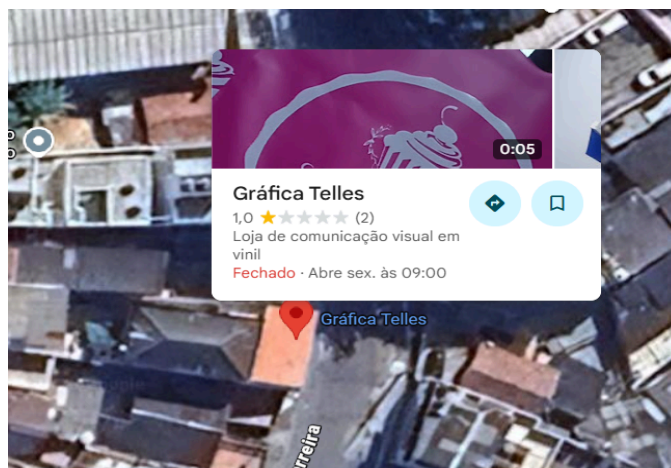 0:05
Gráfica Telles
1,0 (2)
Loja de comunicação visual em
vinil
Fechado · Abre sex. às 09:00
Gráfica Telles